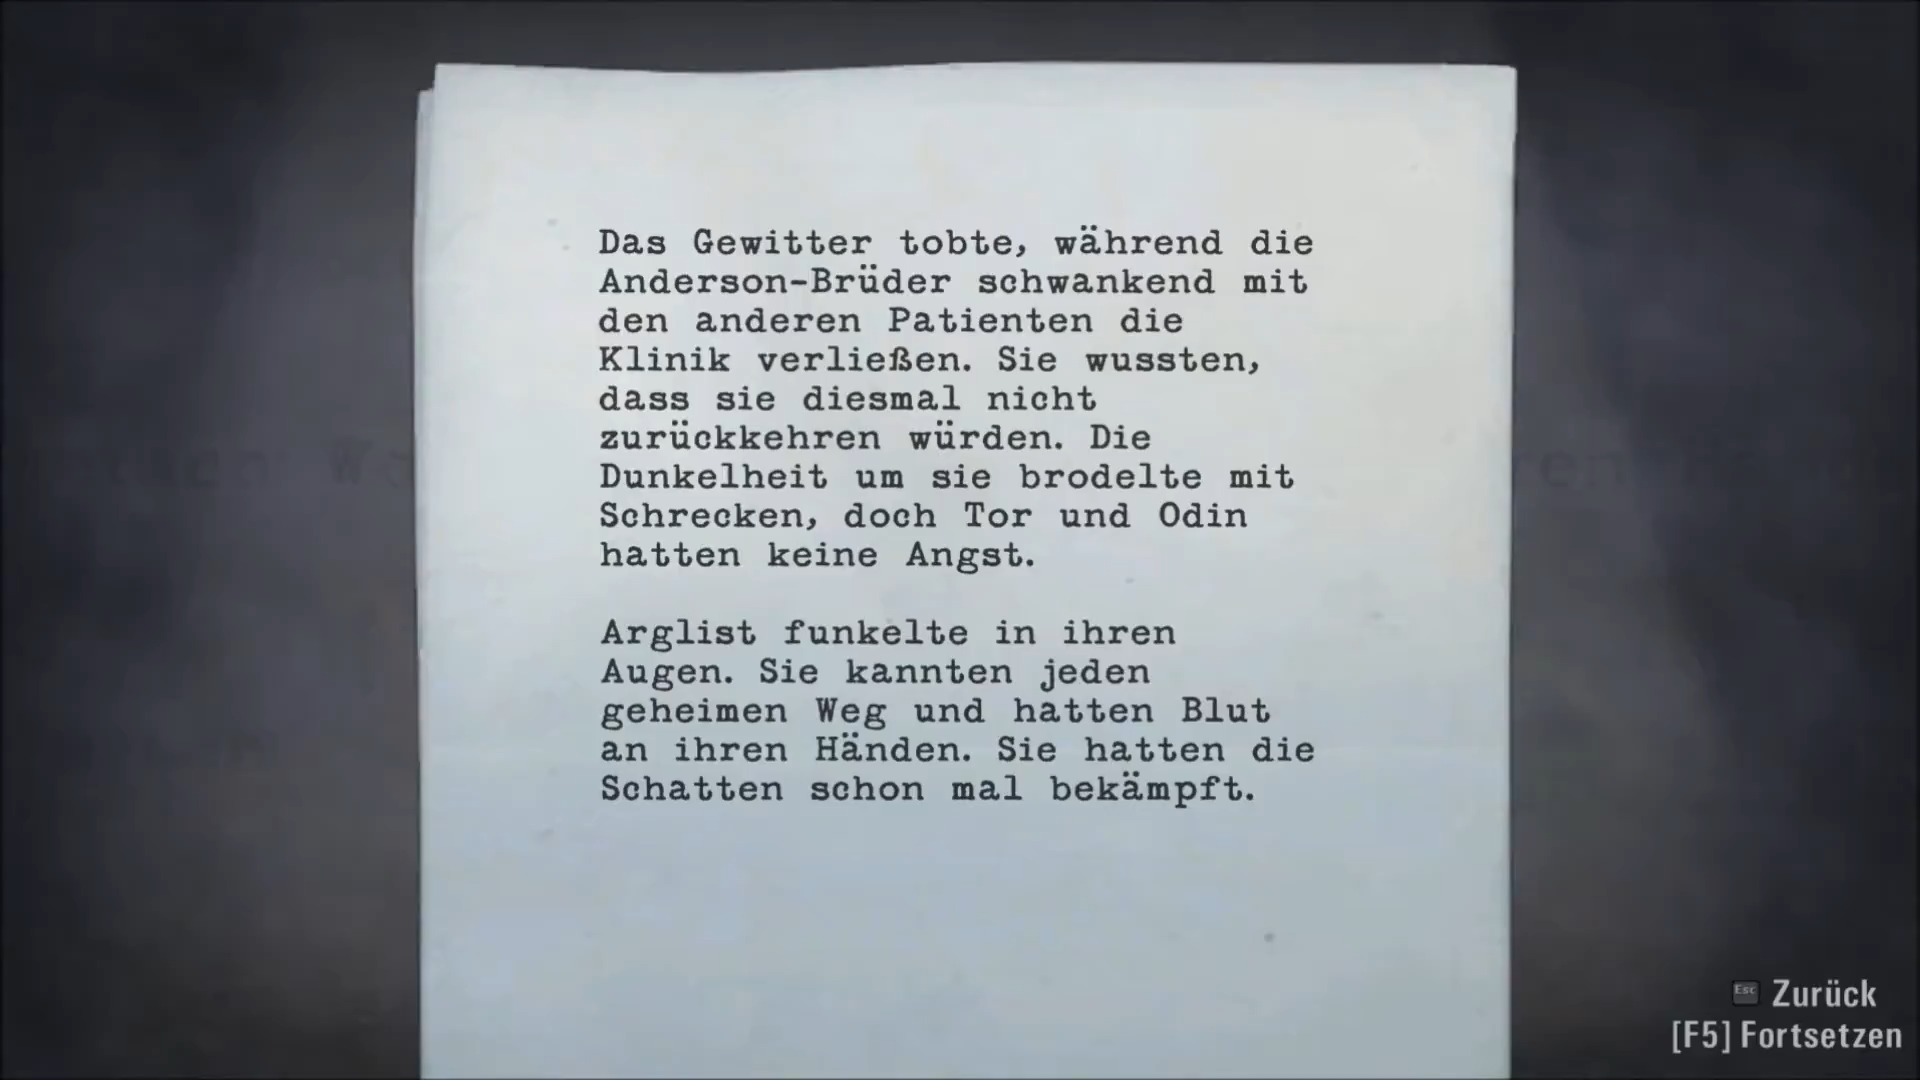 Das Gewitter tobte, während die
Anderson-Brüder schwankend mit
den anderen Patienten die
Klinik verließen. Sie wussten,
dass sie diesmal nicht
zurückkehren würden. Die
Dunkelheit um sie brodelte mit
Schrecken, doch Tor und Odin
hatten keine Angst.
Arglist funkelte in ihren
Augen. Sie kannten jeden
geheimen Weg und hatten Blut
an ihren Händen. Sie hatten die
Schatten schon mal bekämpft.
Esc Zurück
[F5] Fortsetzen